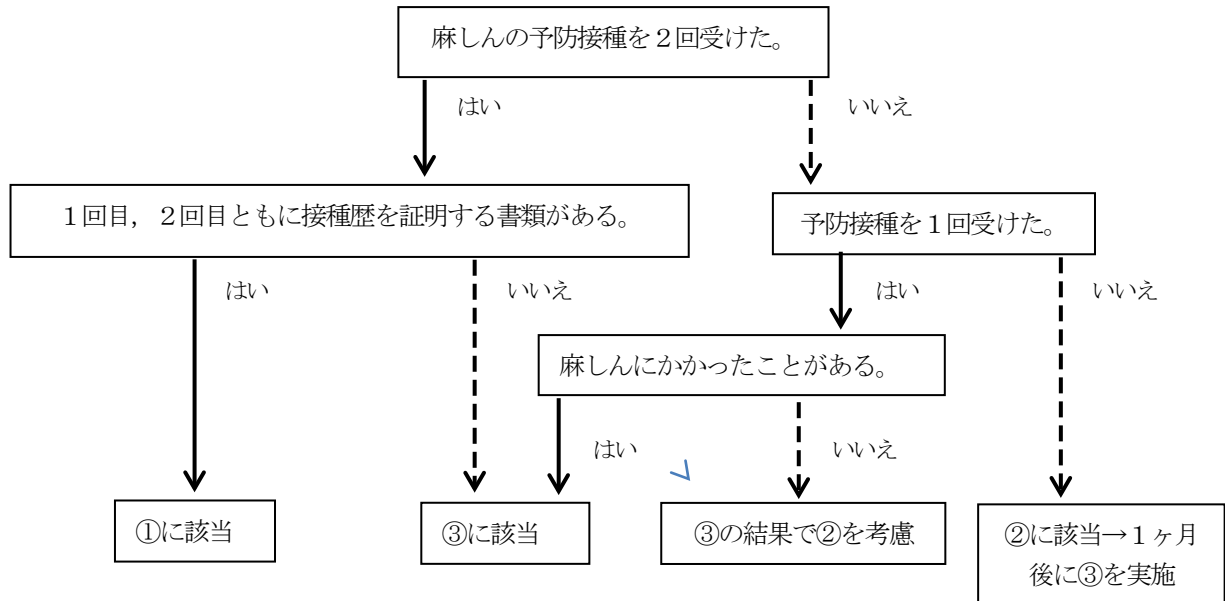 麻しんの予防接種を２回受けた。
はい
いいえ
１回目，２回目ともに接種歴を証明する書類がある。
予防接種を１回受けた。
はい
いいえ
はい
いいえ
麻しんにかかったことがある。
はい
いいえ
①に該当
③に該当
③の結果で②を考慮
②に該当→１ヶ月
後に③を実施